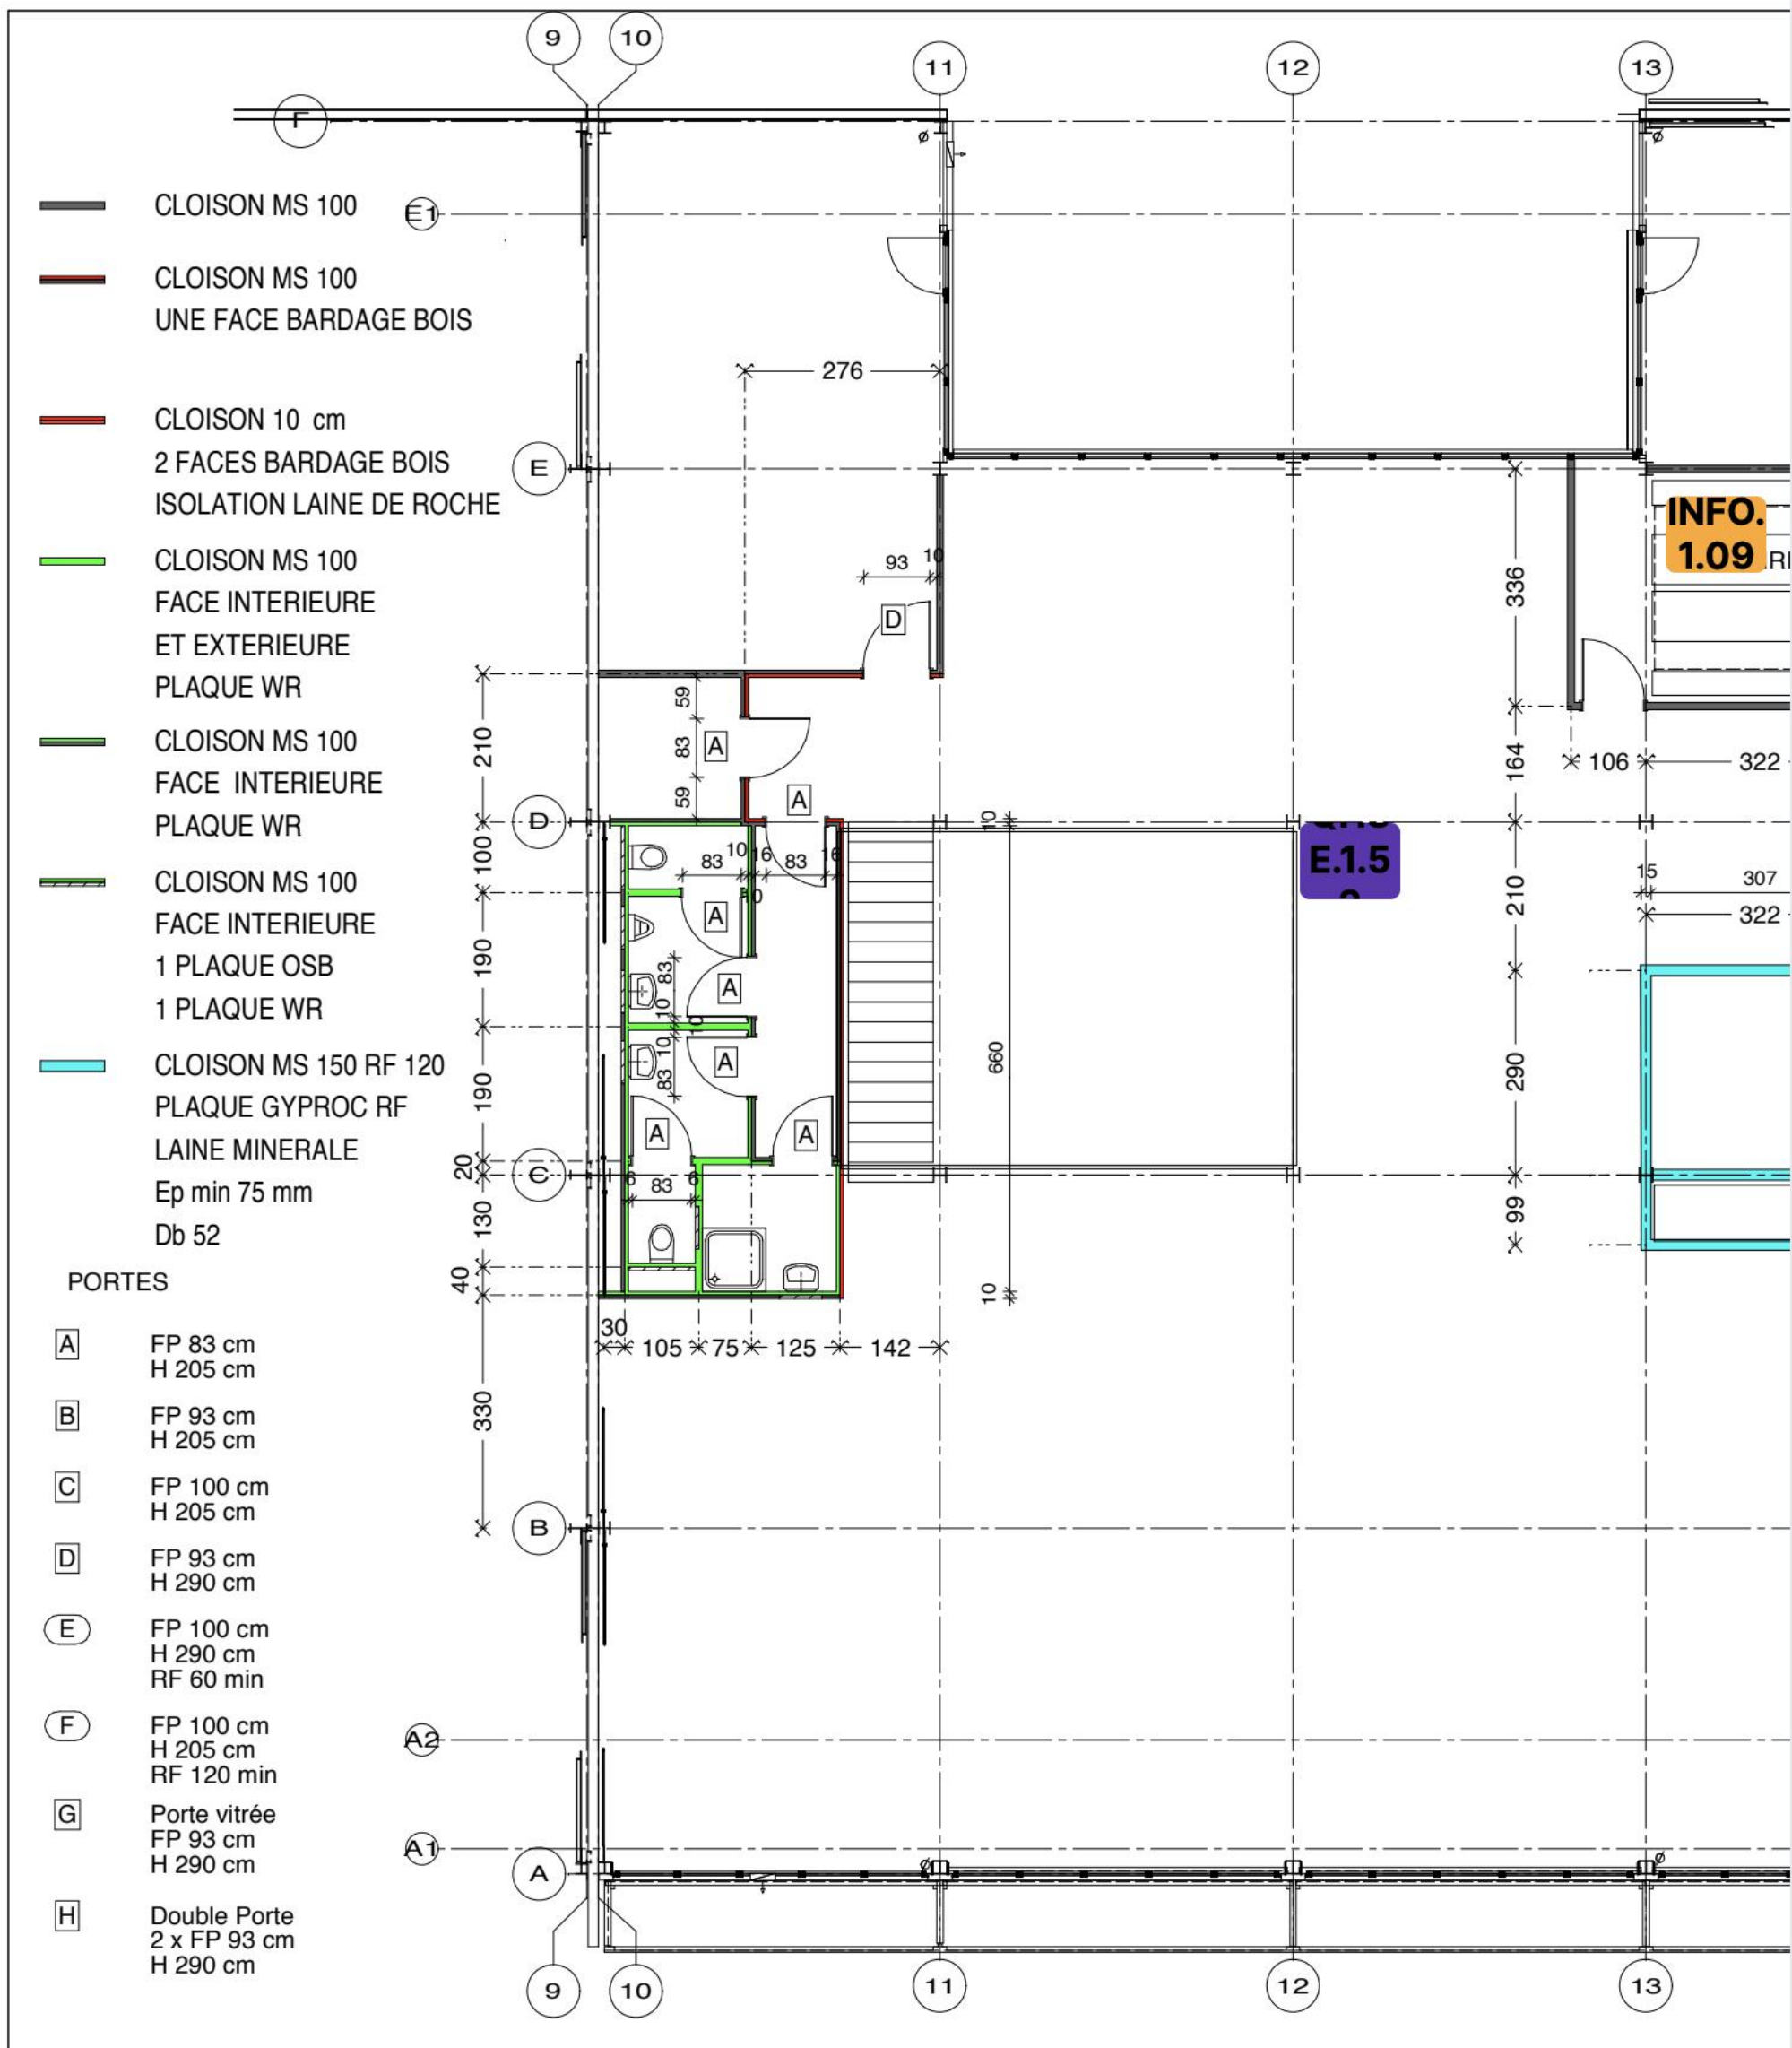 9
10
11
12
13
F
E1
CLOISON MS 100
CLOISON MS 100
UNE FACE BARDAGE BOIS
CLOISON 10 cm
2 FACES BARDAGE BOIS
ISOLATION LAINE DE ROCHE
CLOISON MS 100
FACE INTERIEURE
ET EXTERIEURE
PLAQUE WR
CLOISON MS 100
FACE INTERIEURE
PLAQUE WR
CLOISON MS 100
FACE INTERIEURE
1 PLAQUE OSB
1 PLAQUE WR
CLOISON MS 150 RF 120
PLAQUE GYPROC RF
LAINE MINERALE
Ep min 75 mm
Db 52
PORTES
A
FP 83 cm
H 205 cm
B
FP 93 cm
H 205 cm
C
FP 100 cm
H 205 cm
D
FP 93 cm
H 290 cm
E
FP 100 cm
H 290 cm
RF 60 min
F
FP 100 cm
H 205 cm
RF 120 min
G
Porte vitrée
FP 93 cm
H 290 cm
H
Double Porte
2 x FP 93 cm
H 290 cm
ø
ø
276
E
93
10
D
336
INFO.
1.09
210
59
83
59
A
A
164
106
322
D
10
E.1.5
100
83
10
16
83
16
10
A
190
83
10
A
10
210
15
307
322
190
10
83
A
A
A
660
290
20
C
6
83
6
130
99
40
10
30
105
75
125
142
330
B
A2
A1
A
ø
ø
9
10
11
12
13